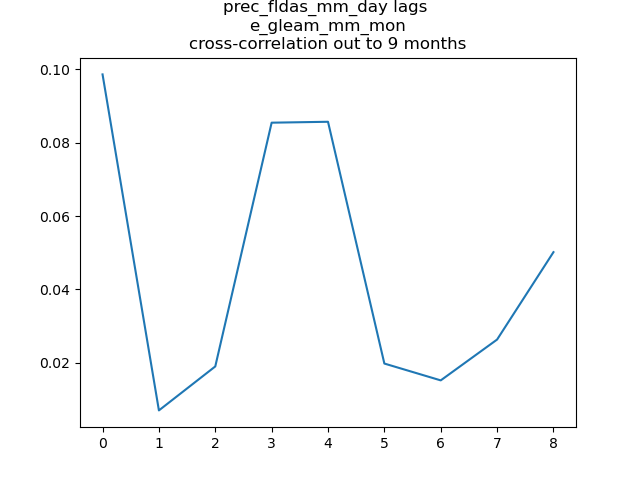 prec_fldas_mm_day lags
e_gleam_mm_mon
cross-correlation out to 9 months
0.10
0.08
0.06
0.04
0.02
0 1 2 3 4 5 6 7 8